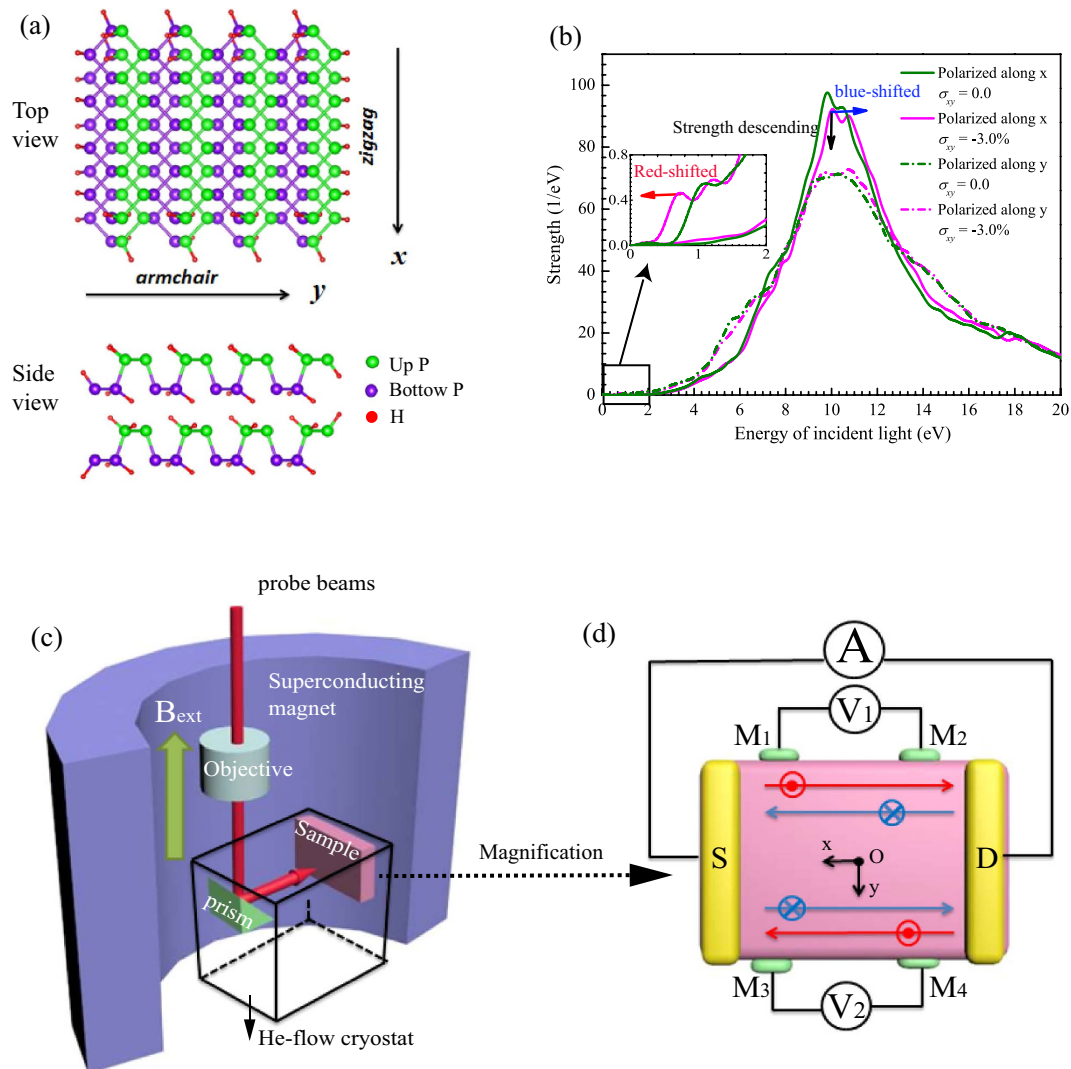 (a)
Top
view
zigzag
x
armchair
y
Side
view
Up P
Bottow P
H
(b)
Strength (1/eV)
100
80
60
40
20
0
0
2
4
6
8
10
12
14
16
18
20
Energy of incident light (eV)
Polarized along x
σxy = 0.0
Polarized along x
σxy = -3.0%
Polarized along y
σxy = 0.0
Polarized along y
σxy = -3.0%
blue-shifted
Strength descending
Red-shifted
0.8
0.4
0.0
0
1
2
(c)
probe beams
Superconducting
magnet
Bext
Objective
Sample
prism
He-flow cryostat
Magnification
(d)
A
V1
M1
M2
S
D
x
O
y
M3
M4
V2